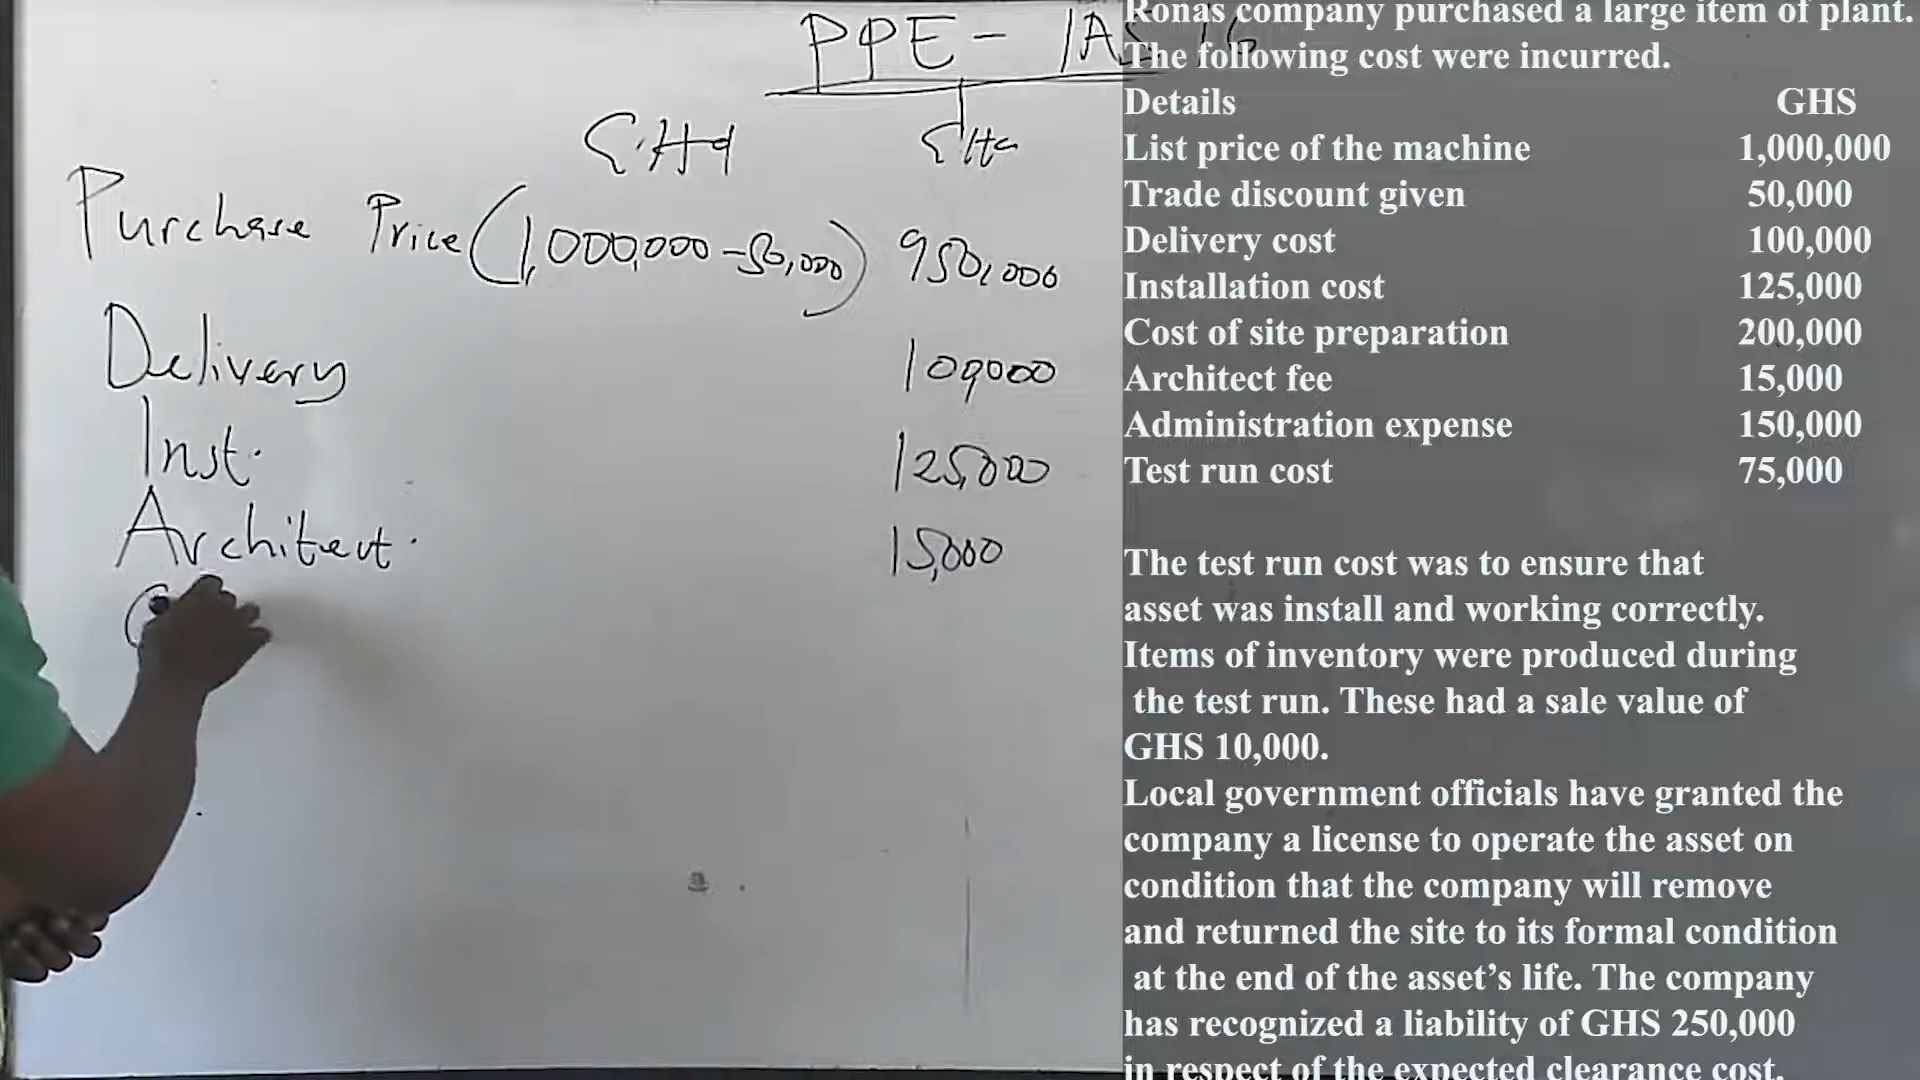 PPE - IAS 16
GH¢ GH¢
Purchase Price (1,000,000 - 50,000) 950,000
Delivery 100,000
Inst. 125,000
Architect. 15,000
Ronas company purchased a large item of plant.
The following cost were incurred.
Details GHS
List price of the machine 1,000,000
Trade discount given 50,000
Delivery cost 100,000
Installation cost 125,000
Cost of site preparation 200,000
Architect fee 15,000
Administration expense 150,000
Test run cost 75,000
The test run cost was to ensure that
asset was install and working correctly.
Items of inventory were produced during
the test run. These had a sale value of
GHS 10,000.
Local government officials have granted the
company a license to operate the asset on
condition that the company will remove
and returned the site to its formal condition
at the end of the asset’s life. The company
has recognized a liability of GHS 250,000
in respect of the expected clearance cost.